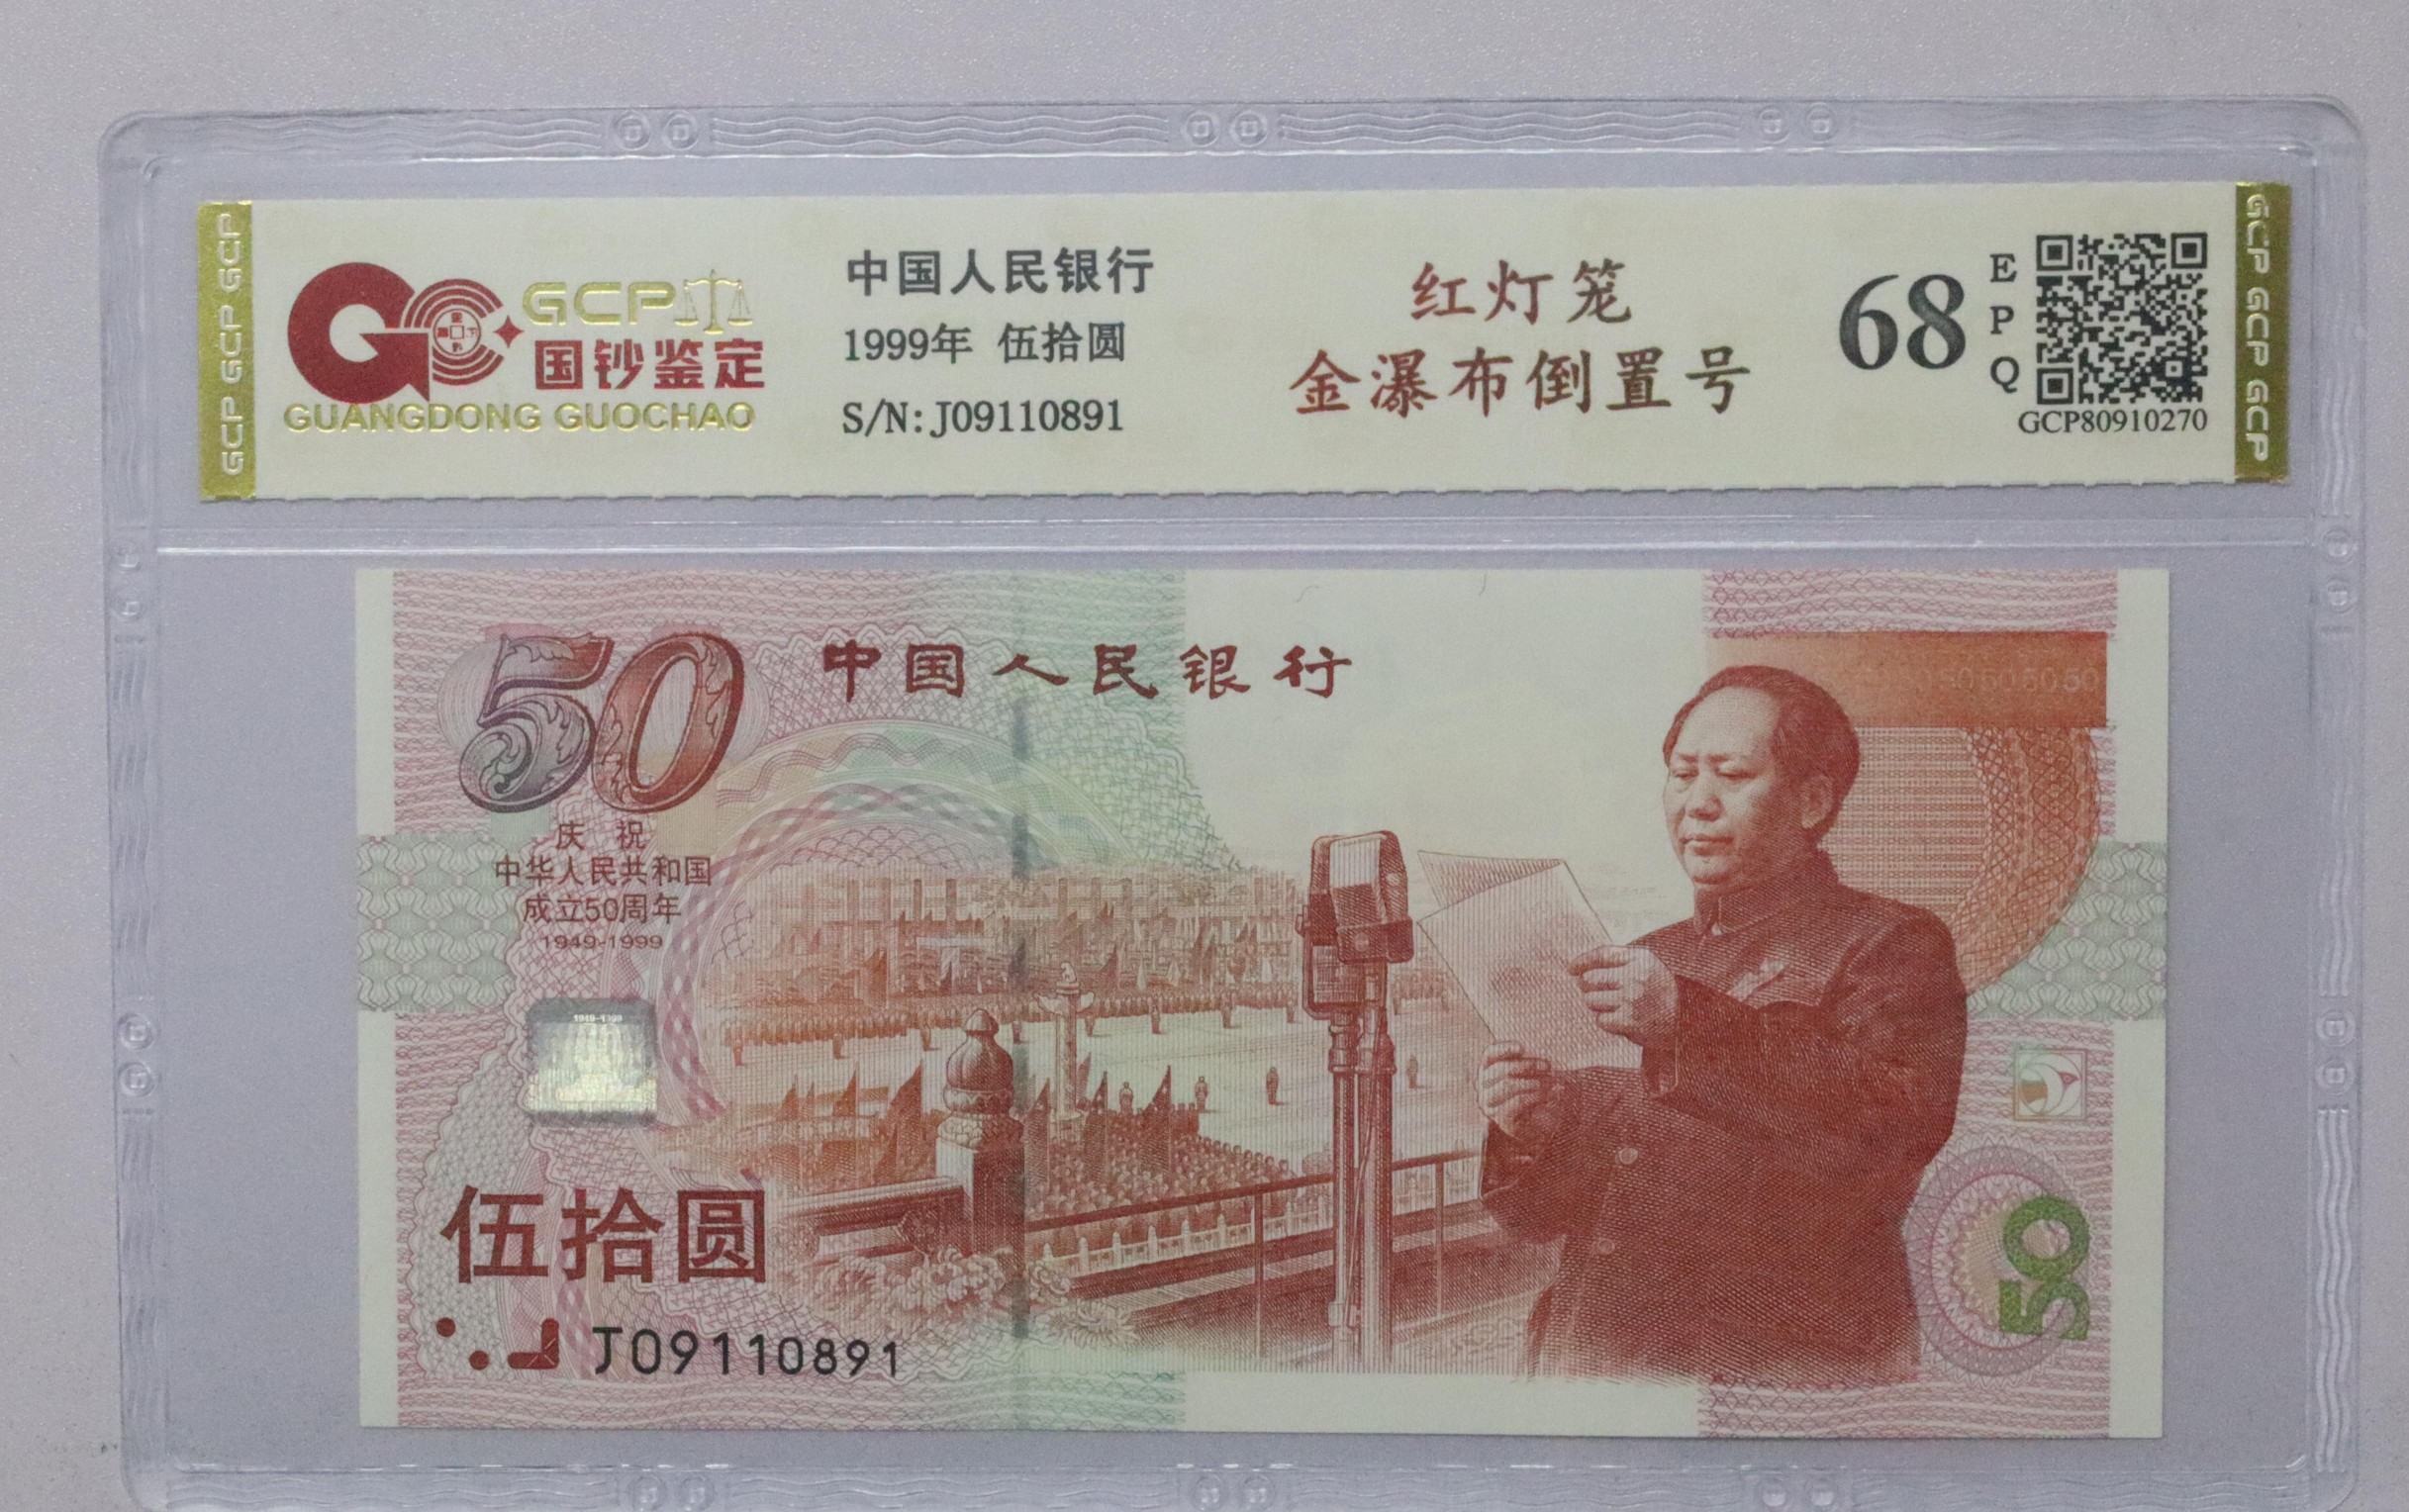 GCP GCP GCP
GCP
国钞鉴定
GUANGDONG GUOCHAO
中国人民银行
1999年 伍拾圆
S/N: J09110891
红灯笼
金瀑布倒置号
68
E
P
Q
GCP80910270
GCP GCP GCP
50
中国人民银行
庆祝
中华人民共和国
成立50周年
1949-1999
1949-1999
伍拾圆
J09110891
50505050
50